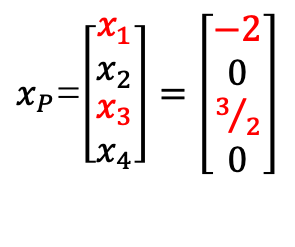 x_P = [x_1 x_2 x_3 x_4] = [−2 0 3/2 0]